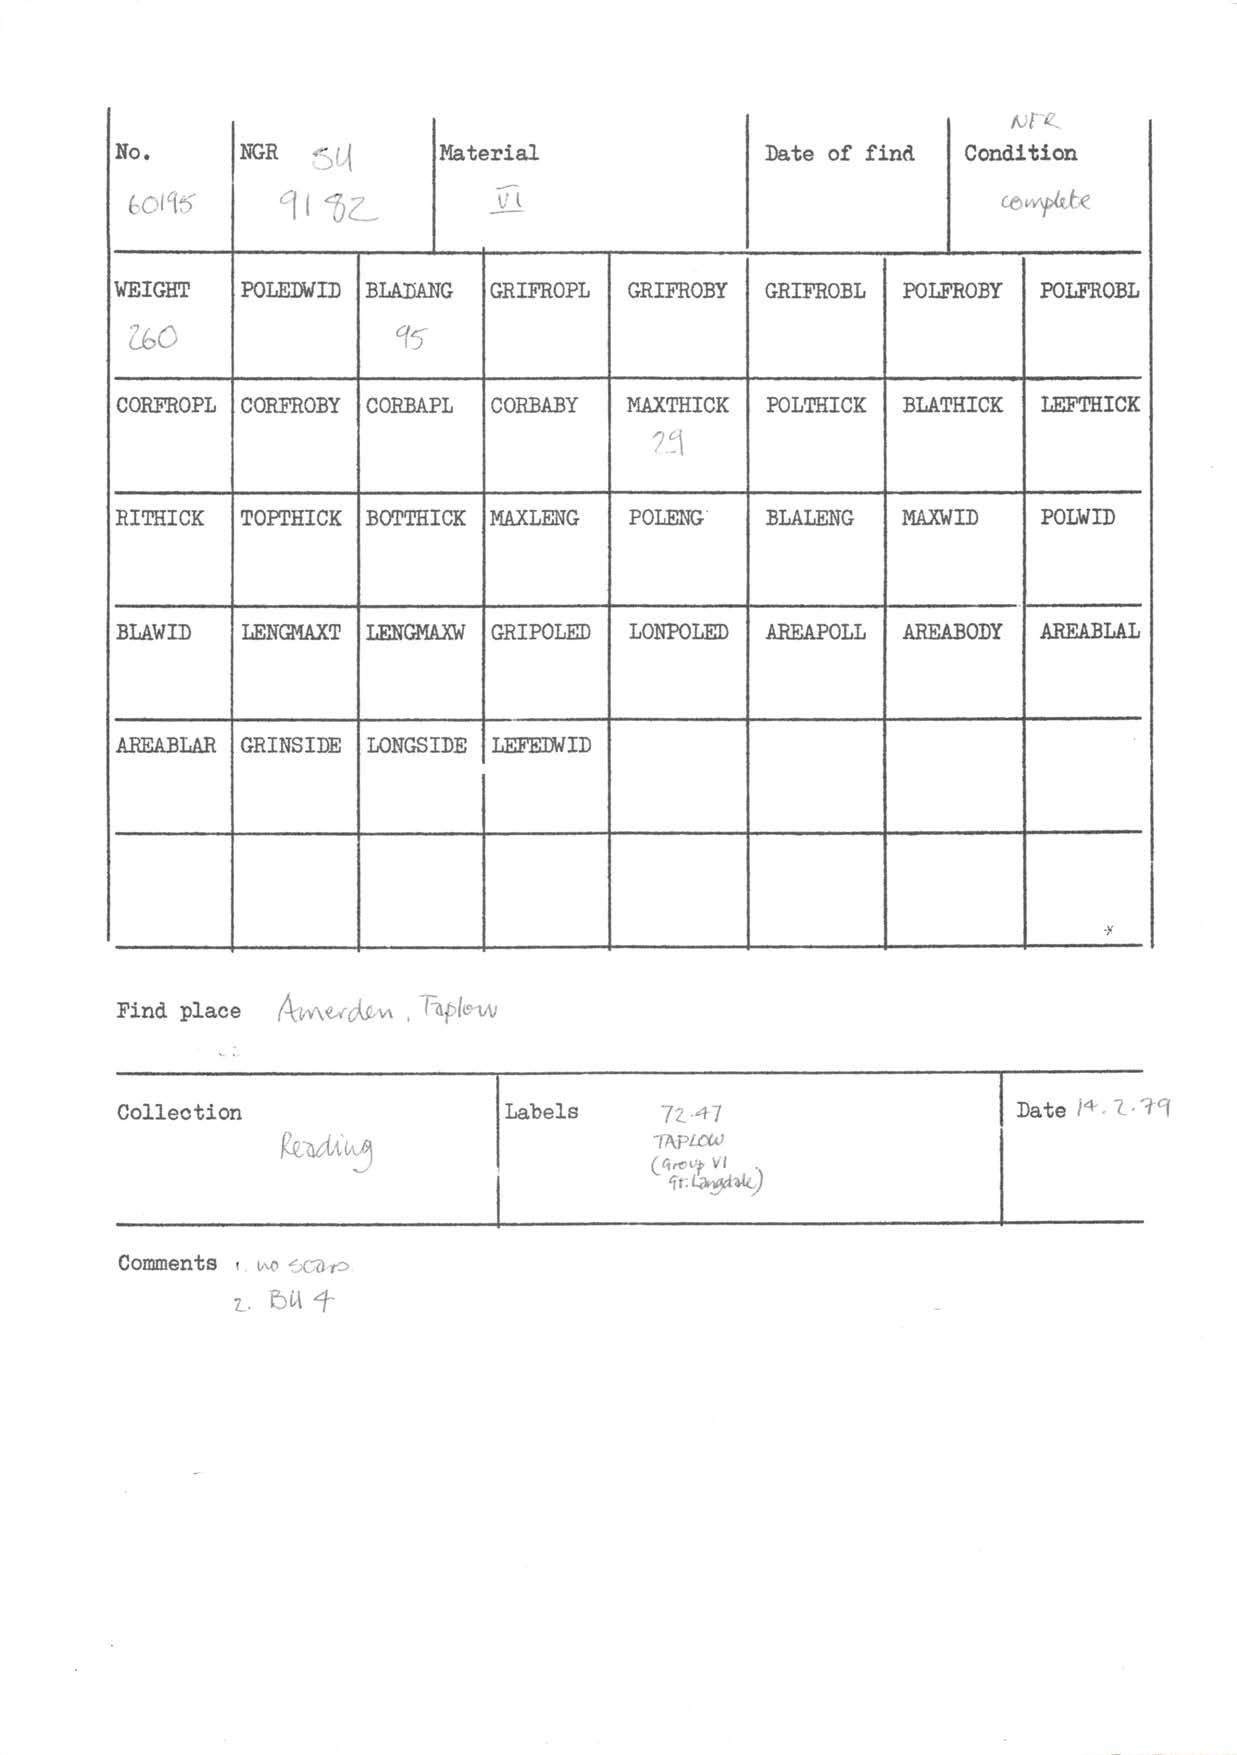 NFR
No. NGR SU Material Date of find Condition
60195 9182 VI complete
WEIGHT POLEDWID BLADANG GRIFROPL GRIFROBY GRIFROBL POLFROBY POLFROBL
260 95
CORFROPL CORFROBY CORBAPL CORBABY MAXTHICK POLTHICK BLATHICK LEFTHICK
29
RITHICK TOPTHICK BOTTHICK MAXLENG POLENG BLALENG MAXWID POLWID
BLAWID LENGMAXT LENGMAXW GRIPOLED LONPOLED AREAPOLL AREABODY AREABLAL
AREABLAR GRINSIDE LONGSIDE LEFEDWID
Find place Amerden, Taplow
Collection Labels 72.47 Date 14.2.79
Reading TAPLOW
(Group VI
Gt. Langdale)
Comments 1. no scars
2. BU 4